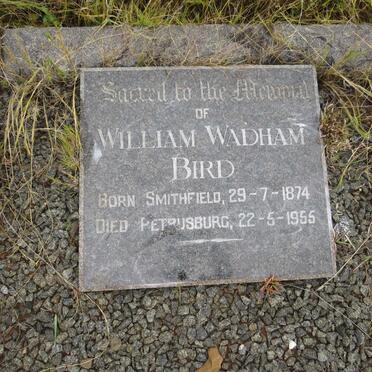 Sacred to the Memory
OF
WILLIAM WADHAM
BIRD
BORN SMITHFIELD, 29-7-1874
DIED PETRUSBURG, 22-5-1955